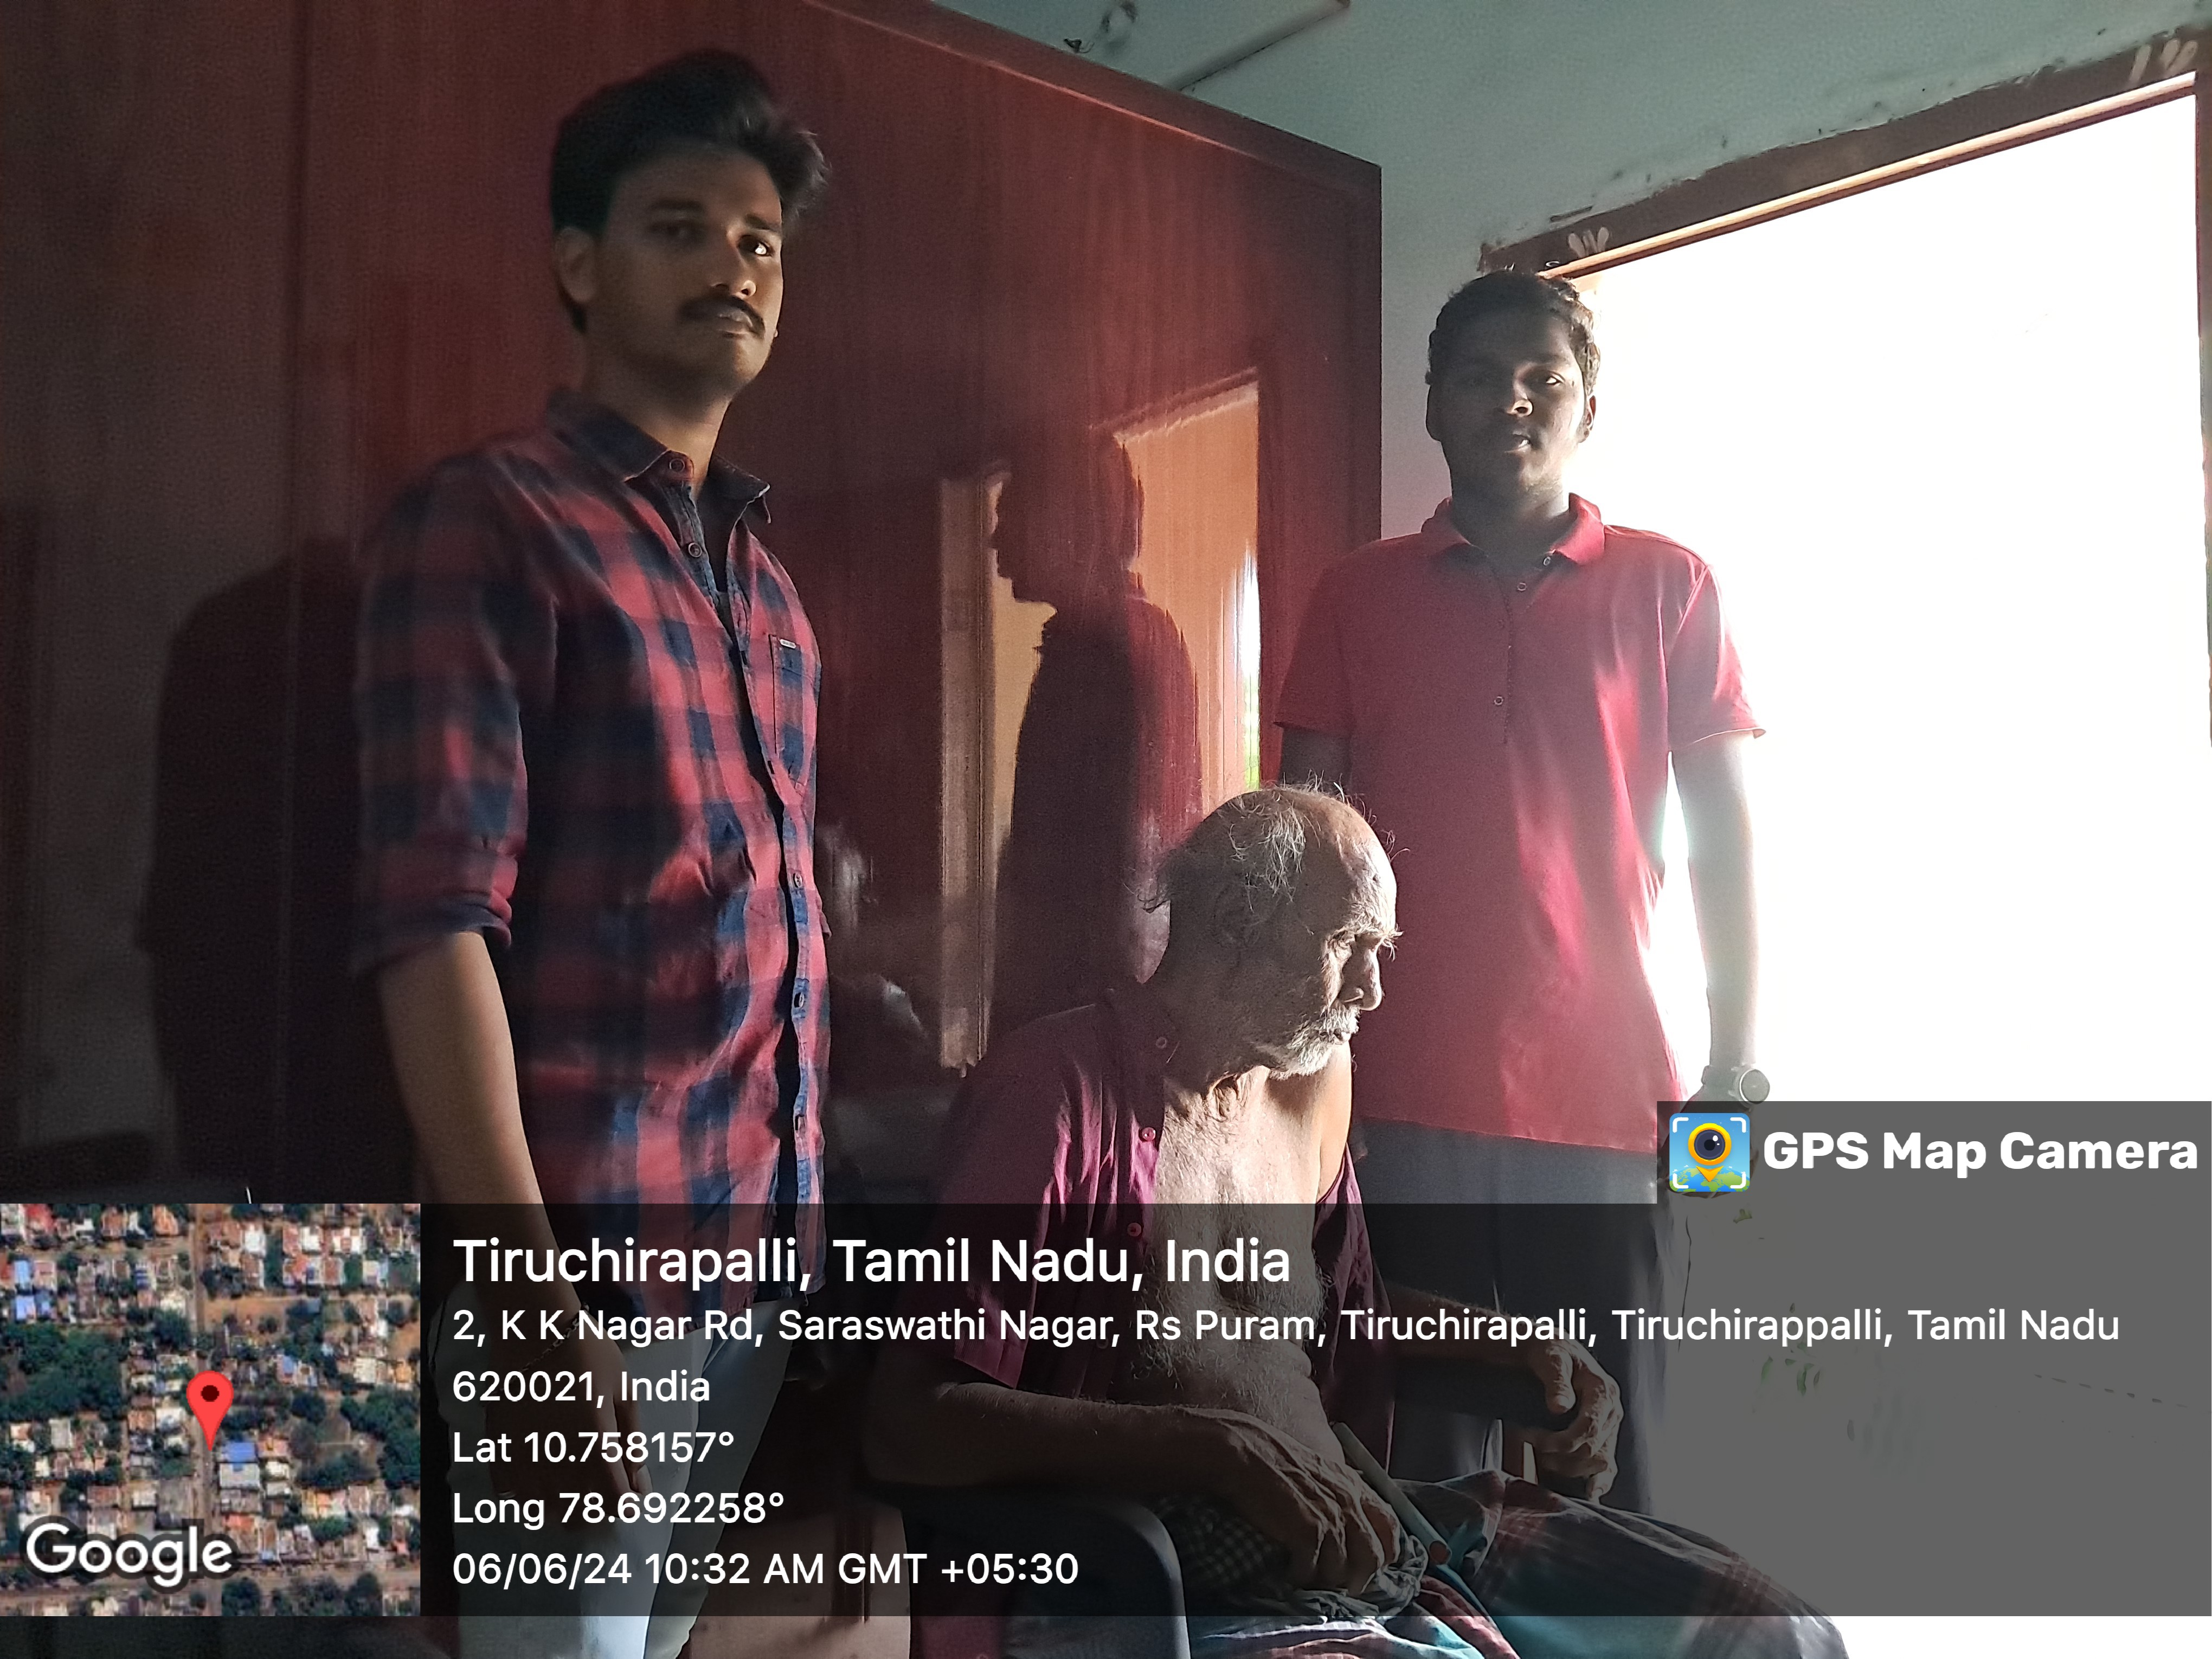 GPS Map Camera
Tiruchirapalli, Tamil Nadu, India
2, K K Nagar Rd, Saraswathi Nagar, Rs Puram, Tiruchirapalli, Tiruchirappalli, Tamil Nadu
620021, India
Lat 10.758157°
Long 78.692258°
06/06/24 10:32 AM GMT +05:30
Google